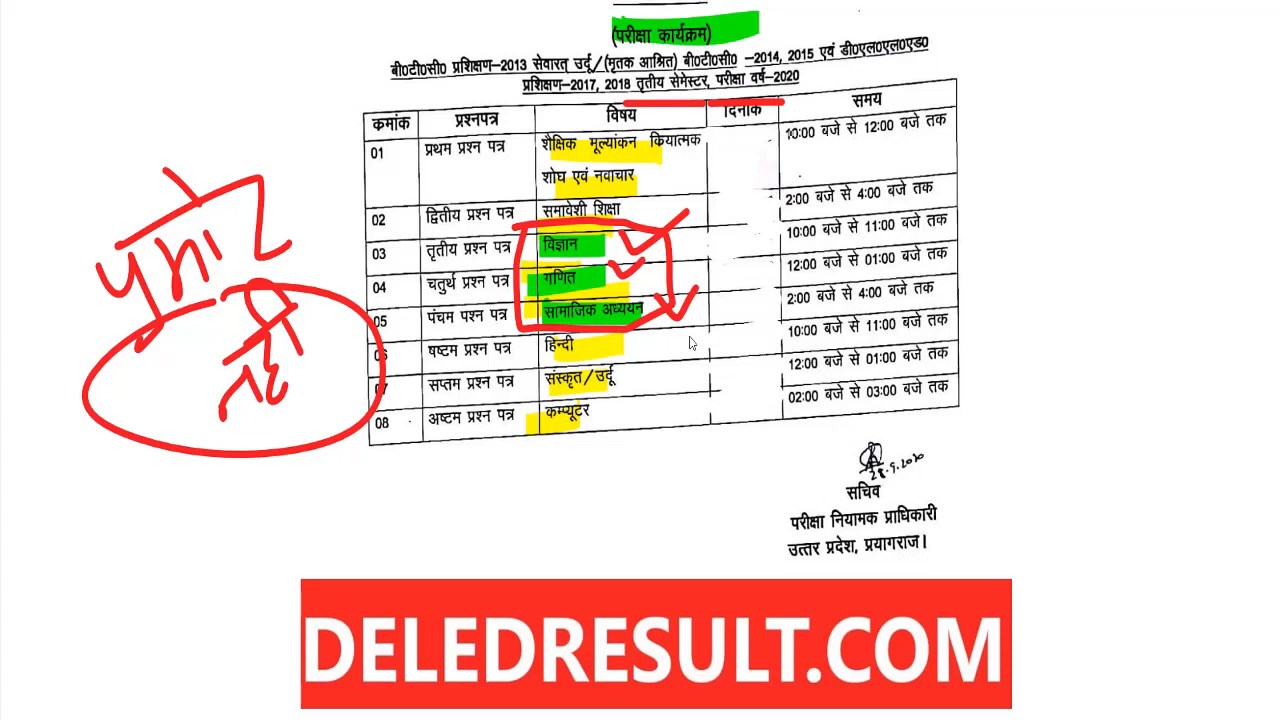 (परीक्षा कार्यक्रम)
बी0टी0सी0 प्रशिक्षण–2013 सेवारत् उर्दू/(मृतक आश्रित) बी0टी0सी0 –2014, 2015 एवं डी0एल0एल0एड0
प्रशिक्षण–2017, 2018 तृतीय सेमेस्टर, परीक्षा वर्ष–2020
कमांक प्रश्नपत्र विषय दिनांक समय
01 प्रथम प्रश्न पत्र शैक्षिक मूल्यांकन कियात्मक 10:00 बजे से 12:00 बजे तक
शोघ एवं नवाचार
02 द्वितीय प्रश्न पत्र समावेशी शिक्षा 2:00 बजे से 4:00 बजे तक
03 तृतीय प्रश्न पत्र विज्ञान 10:00 बजे से 11:00 बजे तक
04 चतुर्थ प्रश्न पत्र गणित 12:00 बजे से 01:00 बजे तक
05 पंचम पश्न पत्र सामाजिक अध्ययन 2:00 बजे से 4:00 बजे तक
06 षष्टम प्रश्न पत्र हिन्दी 10:00 बजे से 11:00 बजे तक
07 सप्तम प्रश्न पत्र संस्कृत/उर्दू 12:00 बजे से 01:00 बजे तक
08 अष्टम प्रश्न पत्र कम्प्यूटर 02:00 बजे से 03:00 बजे तक
नही
सचिव
परीक्षा नियामक प्राधिकारी
उत्तर प्रदेश, प्रयागराज।
DELEDRESULT.COM